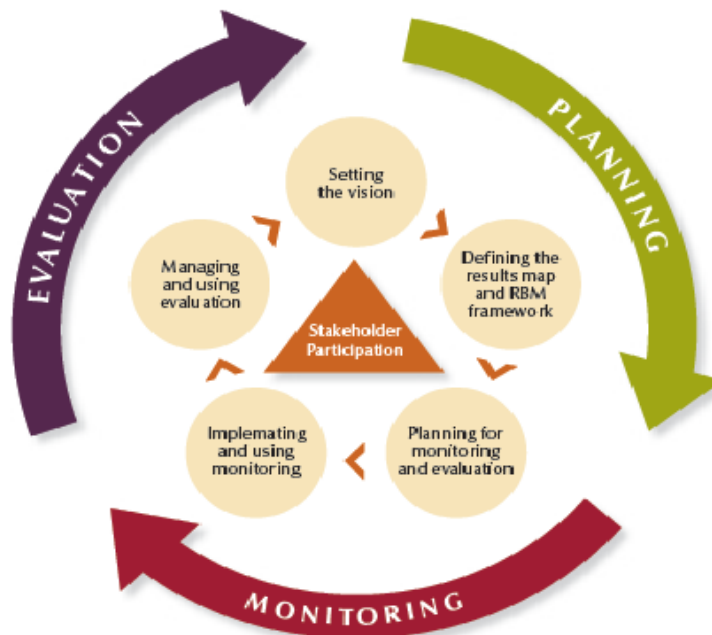 PLANNING
MONITORING
EVALUATION
Setting
the vision
Defining the
results map
and RBM
framework
Planning for
monitoring
and evaluation
Implemating
and using
monitoring
Managing
and using
evaluation
Stakeholder
Participation